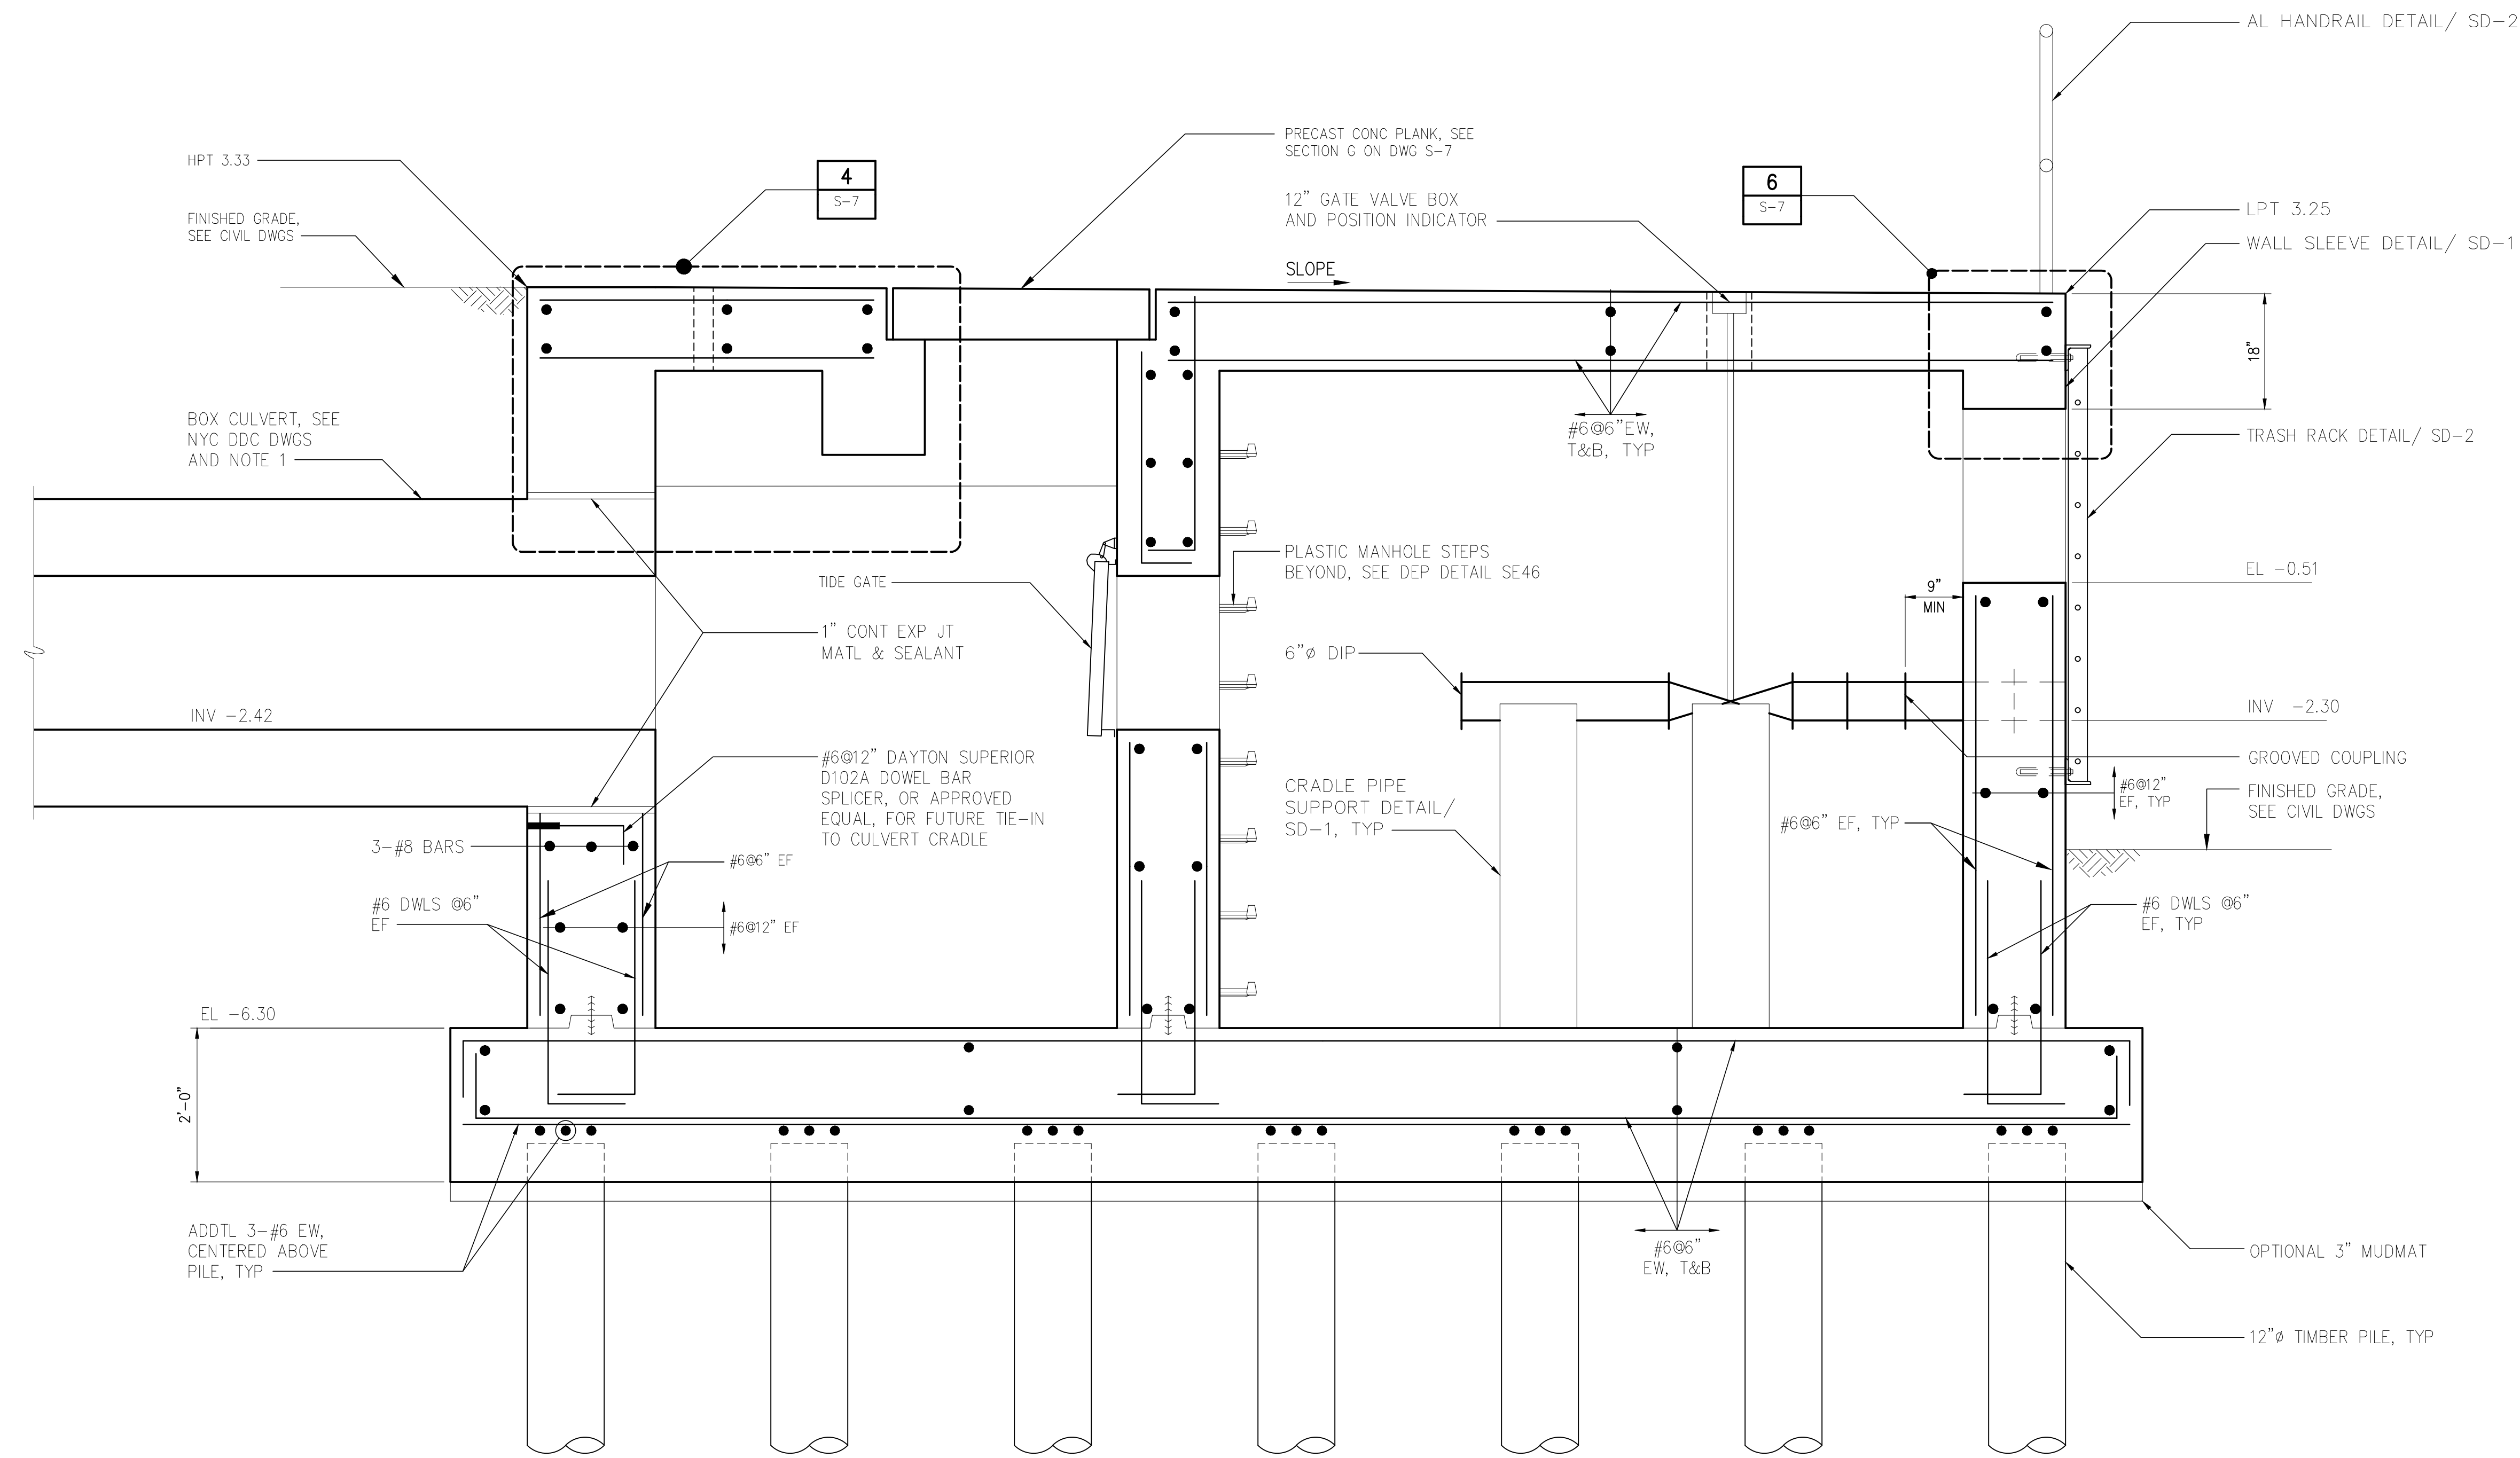 AL HANDRAIL DETAIL/ SD-2
PRECAST CONC PLANK, SEE
SECTION G ON DWG S-7
HPT 3.33
4
S-7
6
S-7
12" GATE VALVE BOX
AND POSITION INDICATOR
LPT 3.25
FINISHED GRADE,
SEE CIVIL DWGS
WALL SLEEVE DETAIL/ SD-1
SLOPE
18"
BOX CULVERT, SEE
NYC DDC DWGS
AND NOTE 1
#6@6"EW,
T&B, TYP
TRASH RACK DETAIL/ SD-2
PLASTIC MANHOLE STEPS
BEYOND, SEE DEP DETAIL SE46
TIDE GATE
EL -0.51
9"
MIN
1" CONT EXP JT
MATL & SEALANT
6"ø DIP
INV -2.42
INV -2.30
#6@12" DAYTON SUPERIOR
D102A DOWEL BAR
SPLICER, OR APPROVED
EQUAL, FOR FUTURE TIE-IN
TO CULVERT CRADLE
GROOVED COUPLING
CRADLE PIPE
SUPPORT DETAIL/
SD-1, TYP
#6@12"
EF, TYP
FINISHED GRADE,
SEE CIVIL DWGS
#6@6" EF, TYP
3-#8 BARS
#6@6" EF
#6 DWLS @6"
EF
#6@12" EF
#6 DWLS @6"
EF, TYP
EL -6.30
2'-0"
ADDTL 3-#6 EW,
CENTERED ABOVE
PILE, TYP
#6@6"
EW, T&B
OPTIONAL 3" MUDMAT
12"ø TIMBER PILE, TYP